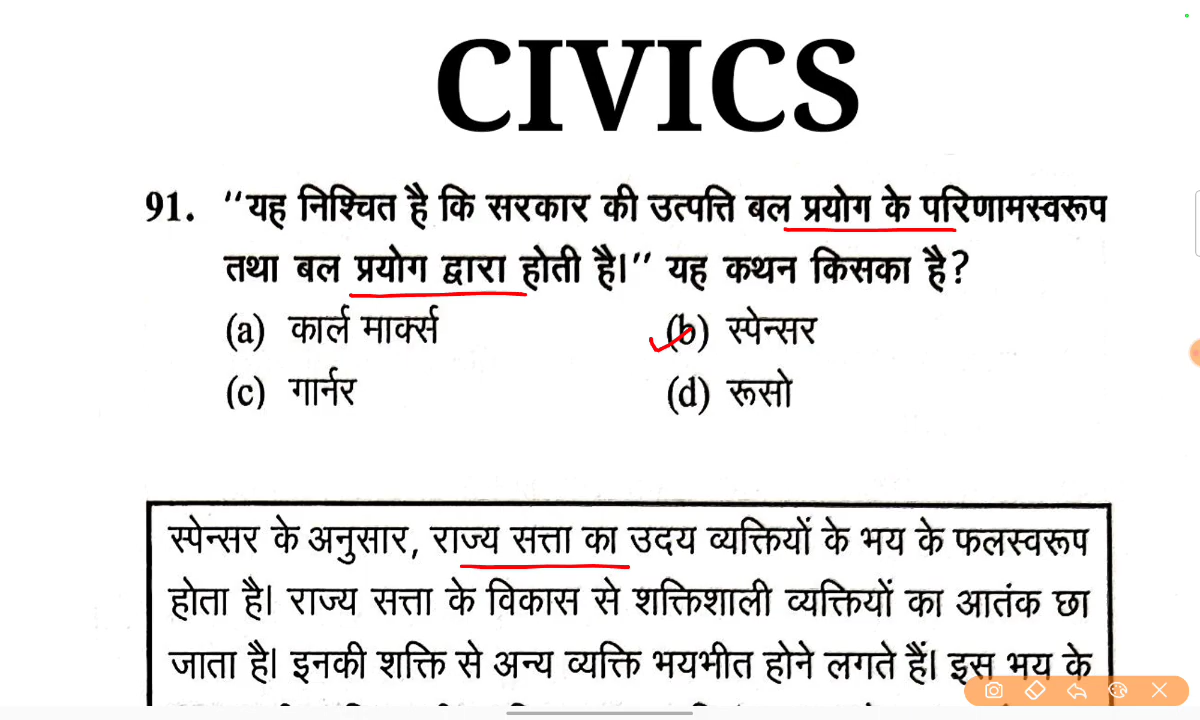 CIVICS
91. ‘‘यह निश्चित है कि सरकार की उत्पत्ति बल प्रयोग के परिणामस्वरूप
तथा बल प्रयोग द्वारा होती है।’’ यह कथन किसका है?
(a) कार्ल मार्क्स (b) स्पेन्सर
(c) गार्नर (d) रूसो
स्पेन्सर के अनुसार, राज्य सत्ता का उदय व्यक्तियों के भय के फलस्वरूप
होता है। राज्य सत्ता के विकास से शक्तिशाली व्यक्तियों का आतंक छा
जाता है। इनकी शक्ति से अन्य व्यक्ति भयभीत होने लगते हैं। इस भय के